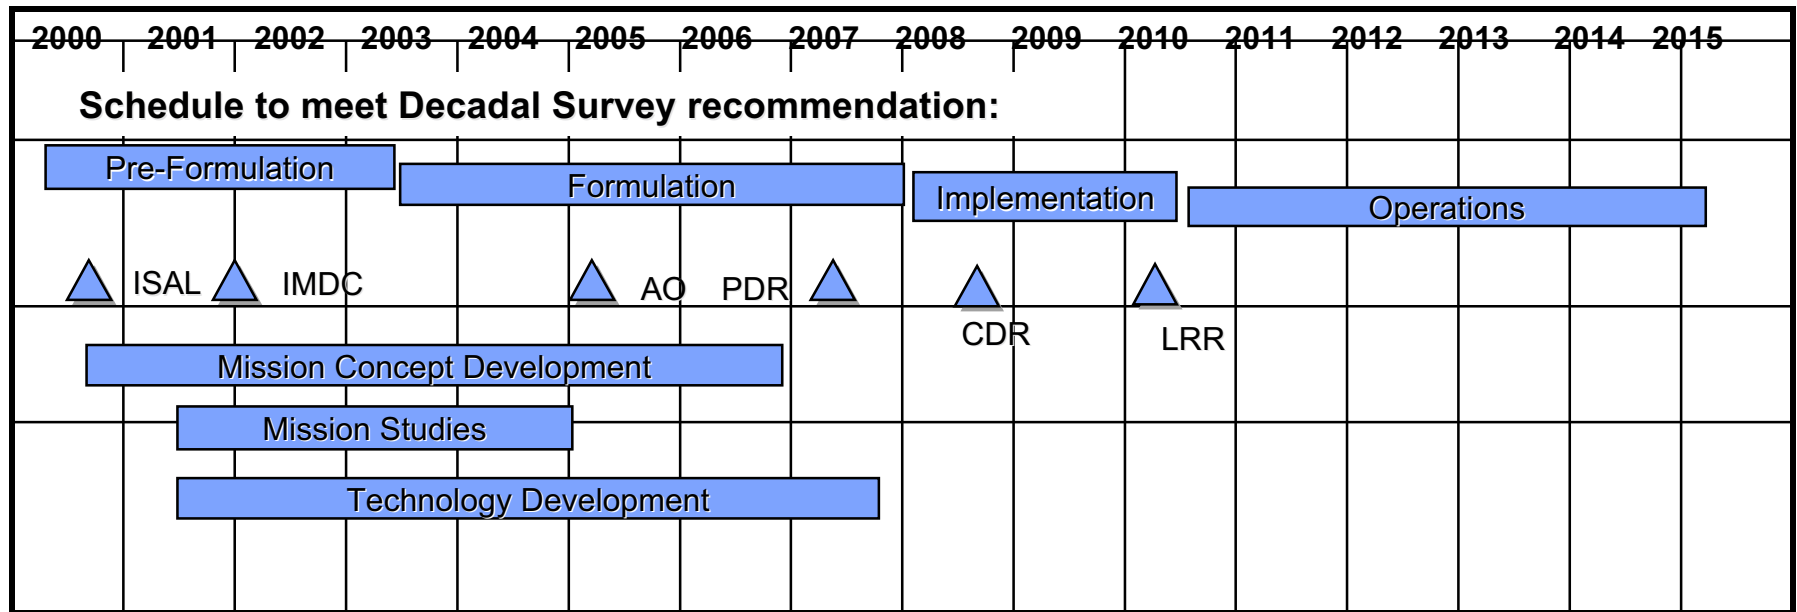 2000 2001 2002 2003 2004 2005 2006 2007 2008 2009 2010 2011 2012 2013 2014 2015
Schedule to meet Decadal Survey recommendation:
Pre-Formulation
Formulation
Implementation
Operations
ISAL IMDC AO PDR
CDR LRR
Mission Concept Development
Mission Studies
Technology Development